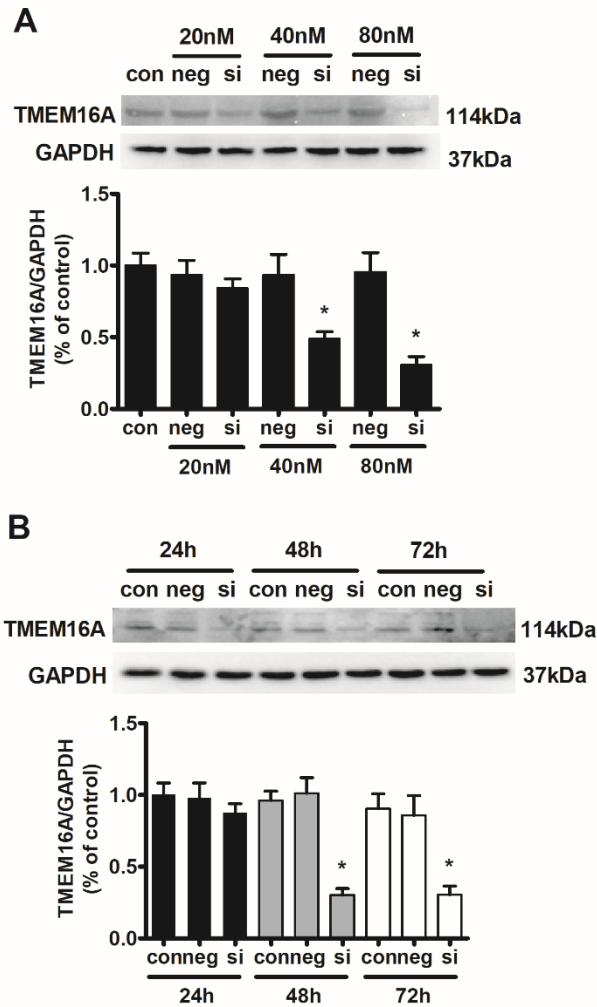 A
20nM 40nM 80nM
con neg si neg si neg si
TMEM16A 114kDa
GAPDH 37kDa
TMEM16A/GAPDH
(% of control)
1.5
1.0
0.5
0.0
*
*
con neg si neg si neg si
20nM 40nM 80nM
B
24h 48h 72h
con neg si con neg si con neg si
TMEM16A 114kDa
GAPDH 37kDa
TMEM16A/GAPDH
(% of control)
1.5
1.0
0.5
0.0
* *
conneg si conneg si conneg si
24h 48h 72h